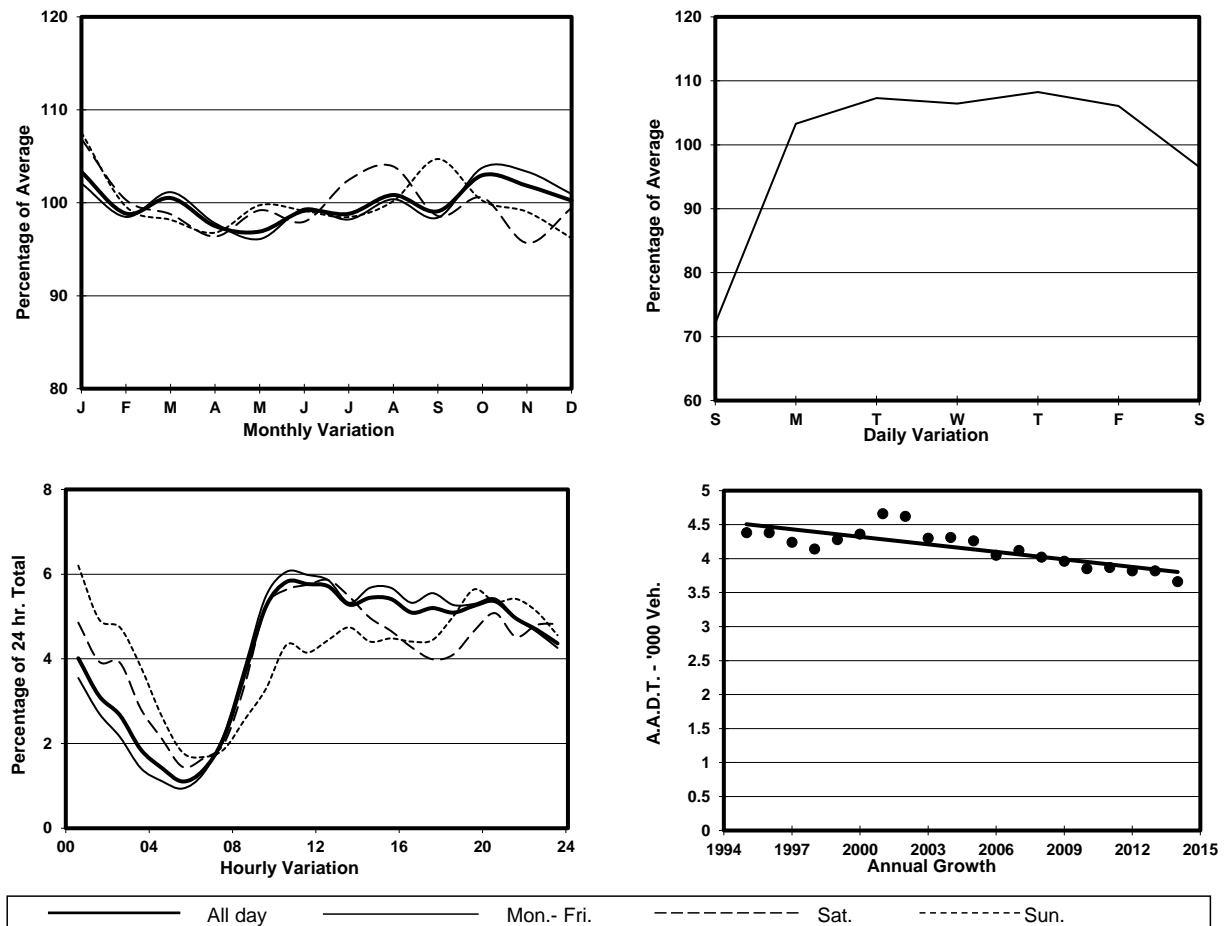 120
110
100
90
80
Percentage of Average
J F M A M J J A S O N D
Monthly Variation
120
110
100
90
80
70
60
Percentage of Average
S M T W T F S
Daily Variation
8
6
4
2
0
Percentage of 24 hr. Total
00 04 08 12 16 20 24
Hourly Variation
5
4.5
4
3.5
3
2.5
2
1.5
1
0.5
0
A.A.D.T. - '000 Veh.
1994 1997 2000 2003 2006 2009 2012 2015
Annual Growth
All day Mon.- Fri. Sat. Sun.